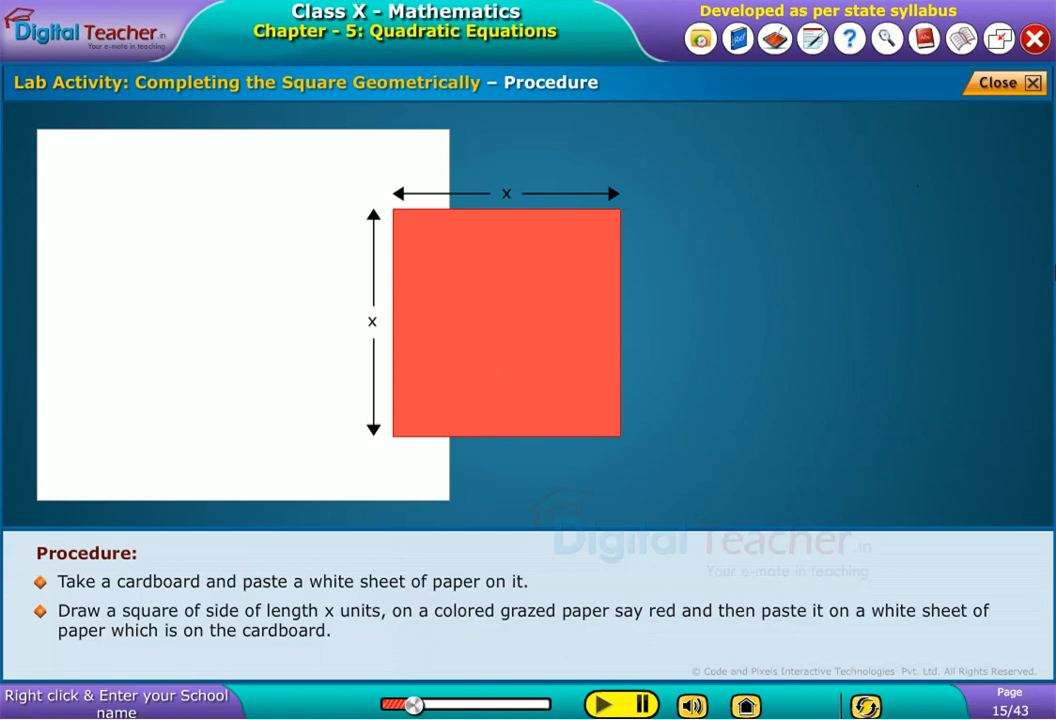 Digital Teacher.in
Your e-mate in teaching
Class X - Mathematics
Chapter - 5: Quadratic Equations
Developed as per state syllabus
Lab Activity: Completing the Square Geometrically – Procedure
Close
x
x
Digital Teacher.in
Your e-mate in teaching
Procedure:
Take a cardboard and paste a white sheet of paper on it.
Draw a square of side of length x units, on a colored grazed paper say red and then paste it on a white sheet of
paper which is on the cardboard.
© Code and Pixels Interactive Technologies Pvt. Ltd. All Rights Reserved.
Right click & Enter your School
name
Page
15/43